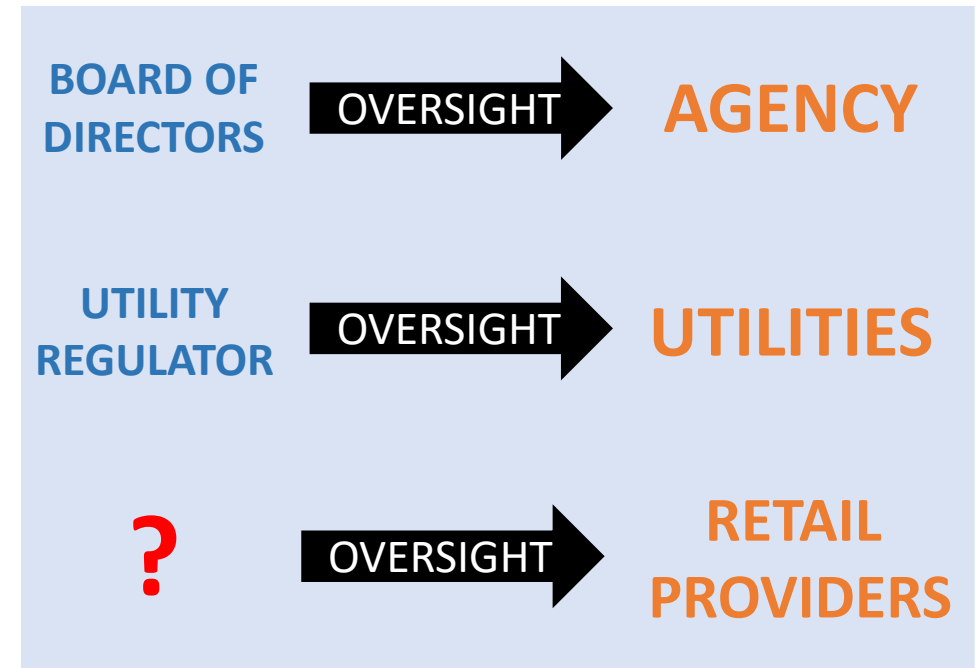 BOARD OF
DIRECTORS
OVERSIGHT
AGENCY
UTILITY
REGULATOR
OVERSIGHT
UTILITIES
?
OVERSIGHT
RETAIL
PROVIDERS